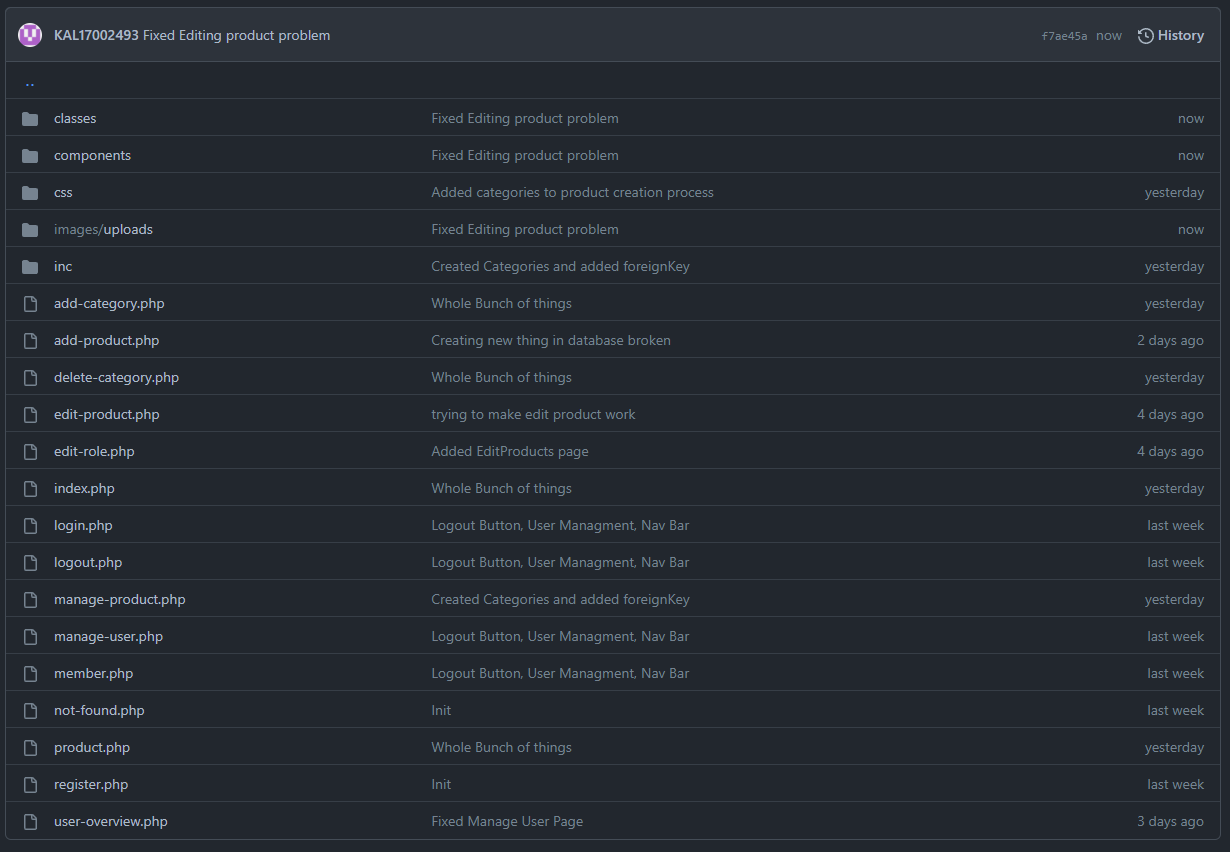 KAL17002493 Fixed Editing product problem f7ae45a now History
..
classes Fixed Editing product problem now
components Fixed Editing product problem now
css Added categories to product creation process yesterday
images/uploads Fixed Editing product problem now
inc Created Categories and added foreignKey yesterday
add-category.php Whole Bunch of things yesterday
add-product.php Creating new thing in database broken 2 days ago
delete-category.php Whole Bunch of things yesterday
edit-product.php trying to make edit product work 4 days ago
edit-role.php Added EditProducts page 4 days ago
index.php Whole Bunch of things yesterday
login.php Logout Button, User Managment, Nav Bar last week
logout.php Logout Button, User Managment, Nav Bar last week
manage-product.php Created Categories and added foreignKey yesterday
manage-user.php Logout Button, User Managment, Nav Bar last week
member.php Logout Button, User Managment, Nav Bar last week
not-found.php Init last week
product.php Whole Bunch of things yesterday
register.php Init last week
user-overview.php Fixed Manage User Page 3 days ago